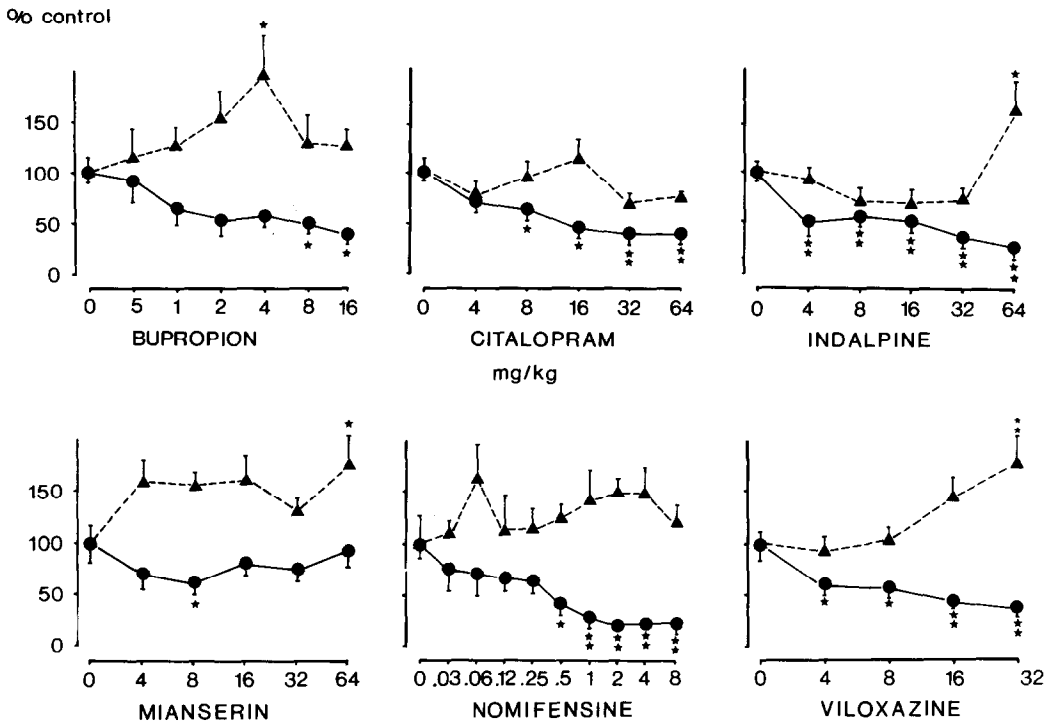 % control
150
100
50
0
0 5 1 2 4 8 16
BUPROPION
0 4 8 16 32 64
CITALOPRAM
0 4 8 16 32 64
INDALPINE
mg/kg
150
100
50
0
0 4 8 16 32 64
MIANSERIN
0 .03 .06 .12 .25 .5 1 2 4 8
NOMIFENSINE
0 4 8 16 32
VILOXAZINE